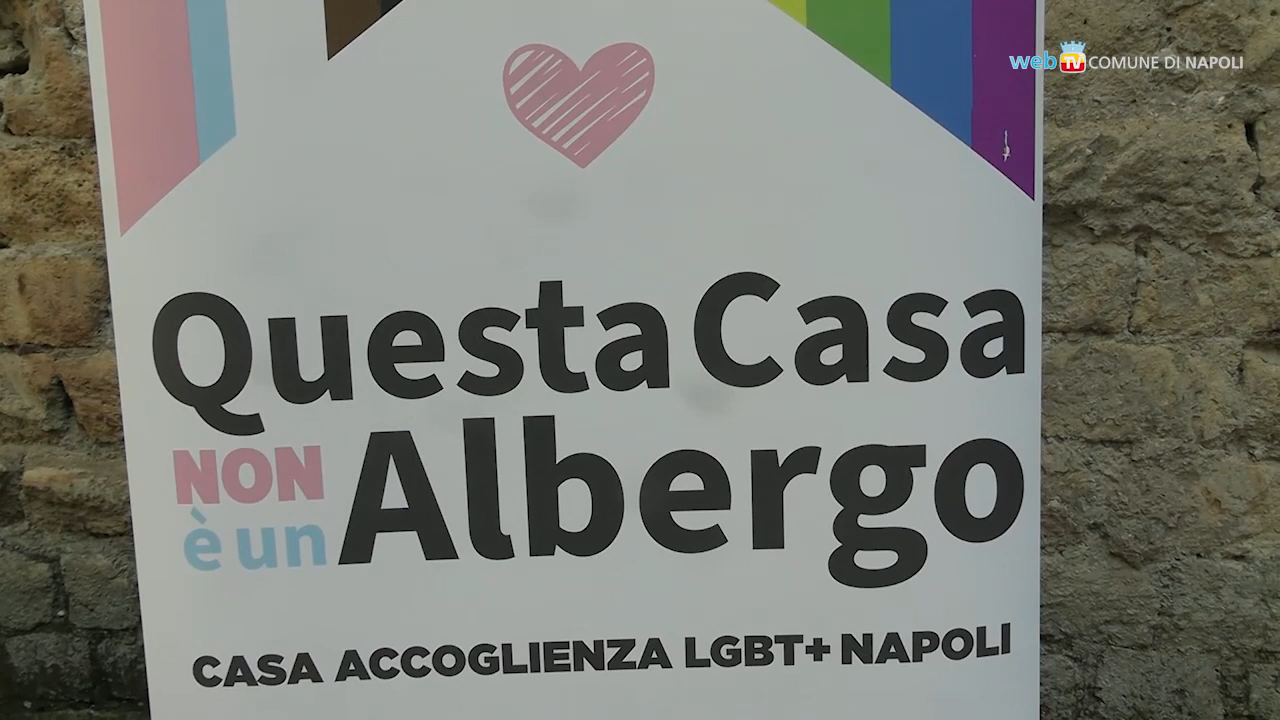 web TV COMUNE DI NAPOLI
Questa Casa
NON
è un
Albergo
CASA ACCOGLIENZA LGBT+ NAPOLI